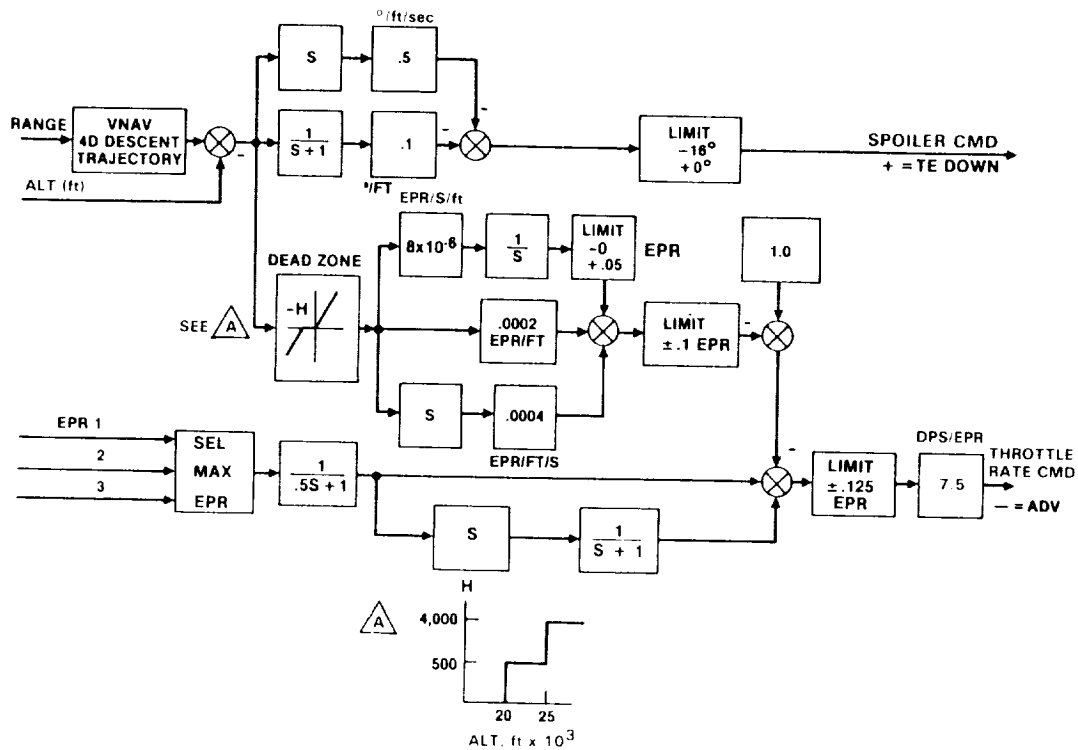 °/ft/sec
S
.5
-
RANGE
VNAV
4D DESCENT
TRAJECTORY
-
1
S + 1
.1
-
LIMIT
-16°
+0°
SPOILER CMD
+ = TE DOWN
ALT (ft)
°/FT
EPR/S/ft
8x10-6
1
S
LIMIT
-0
+.05
EPR
1.0
DEAD ZONE
-H
SEE A
.0002
EPR/FT
LIMIT
± .1 EPR
-
S
.0004
EPR/FT/S
EPR 1
2
3
SEL
MAX
EPR
1
.5S + 1
-
LIMIT
±.125
EPR
DPS/EPR
7.5
THROTTLE
RATE CMD
— = ADV
S
1
S + 1
A
H
4,000
500
20 25
ALT, ft x 103